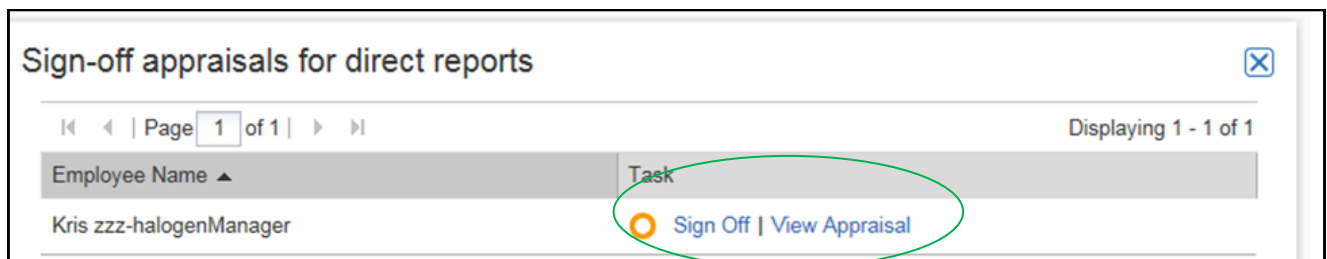 Sign-off appraisals for direct reports
| Page 1 of 1 | Displaying 1 - 1 of 1
Employee Name Task
Kris zzz-halogenManager Sign Off | View Appraisal